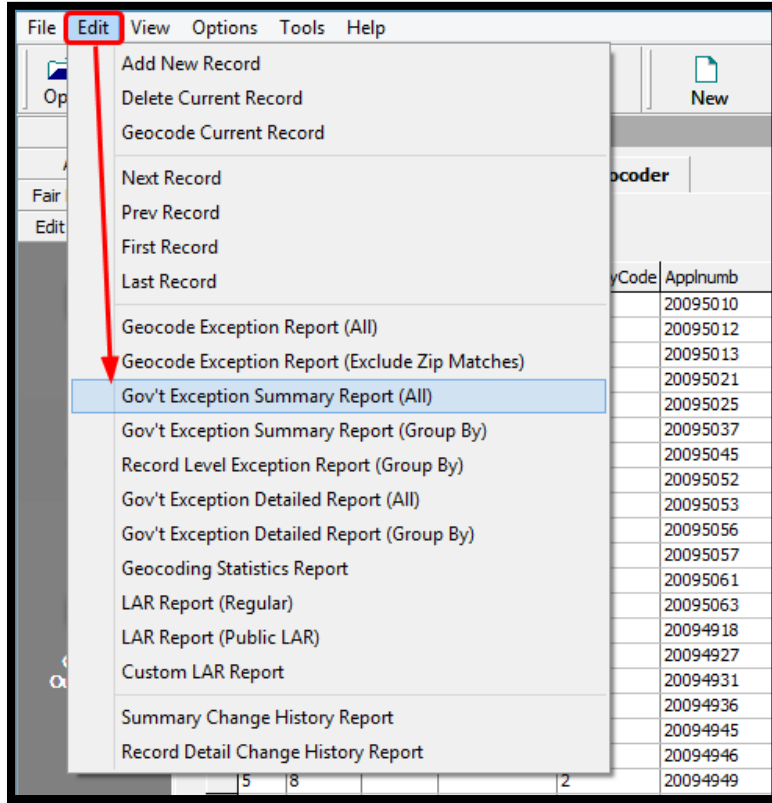 File Edit View Options Tools Help
Add New Record
Delete Current Record
Geocode Current Record
Next Record
Prev Record
First Record
Last Record
Geocode Exception Report (All)
Geocode Exception Report (Exclude Zip Matches)
Gov't Exception Summary Report (All)
Gov't Exception Summary Report (Group By)
Record Level Exception Report (Group By)
Gov't Exception Detailed Report (All)
Gov't Exception Detailed Report (Group By)
Geocoding Statistics Report
LAR Report (Regular)
LAR Report (Public LAR)
Custom LAR Report
Summary Change History Report
Record Detail Change History Report
Op
New
Fair
Edit
ocoder
yCode Applnumb
20095010
20095012
20095013
20095021
20095025
20095037
20095045
20095052
20095053
20095056
20095057
20095061
20095063
20094918
20094927
20094931
20094936
20094945
20094946
5 8 2 20094949